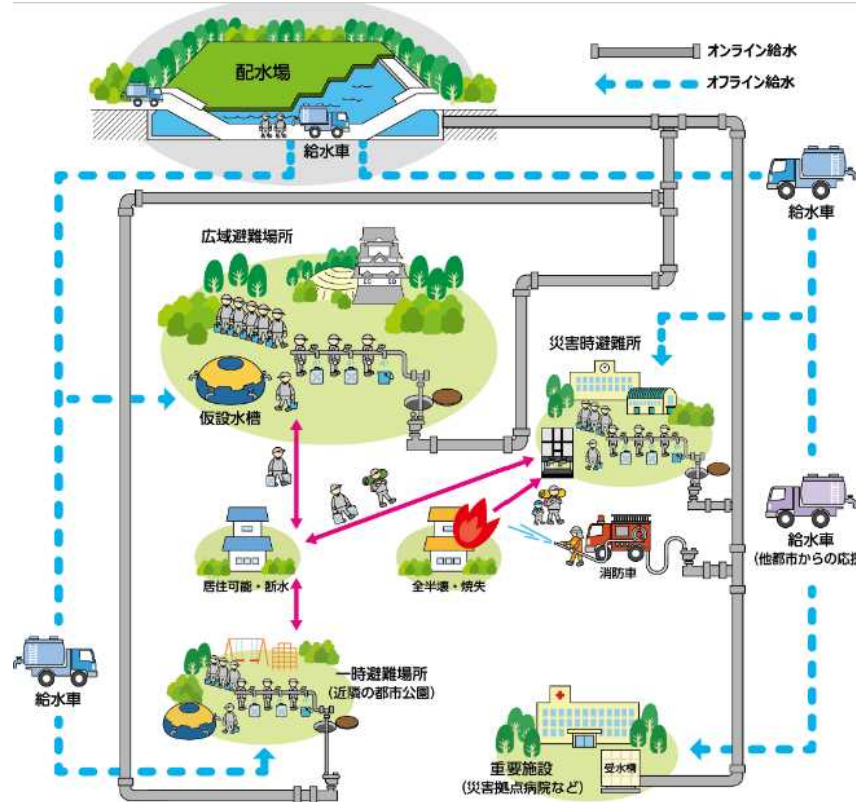 配水場
オンライン給水
オフライン給水
給水車
給水車
広域避難場所
災害時避難所
仮設水槽
居住可能・断水
全半壊・焼失
消防車
給水車
(他都市からの応援
給水車
一時避難場所
(近隣の都市公園)
重要施設
(災害拠点病院など)
受水槽